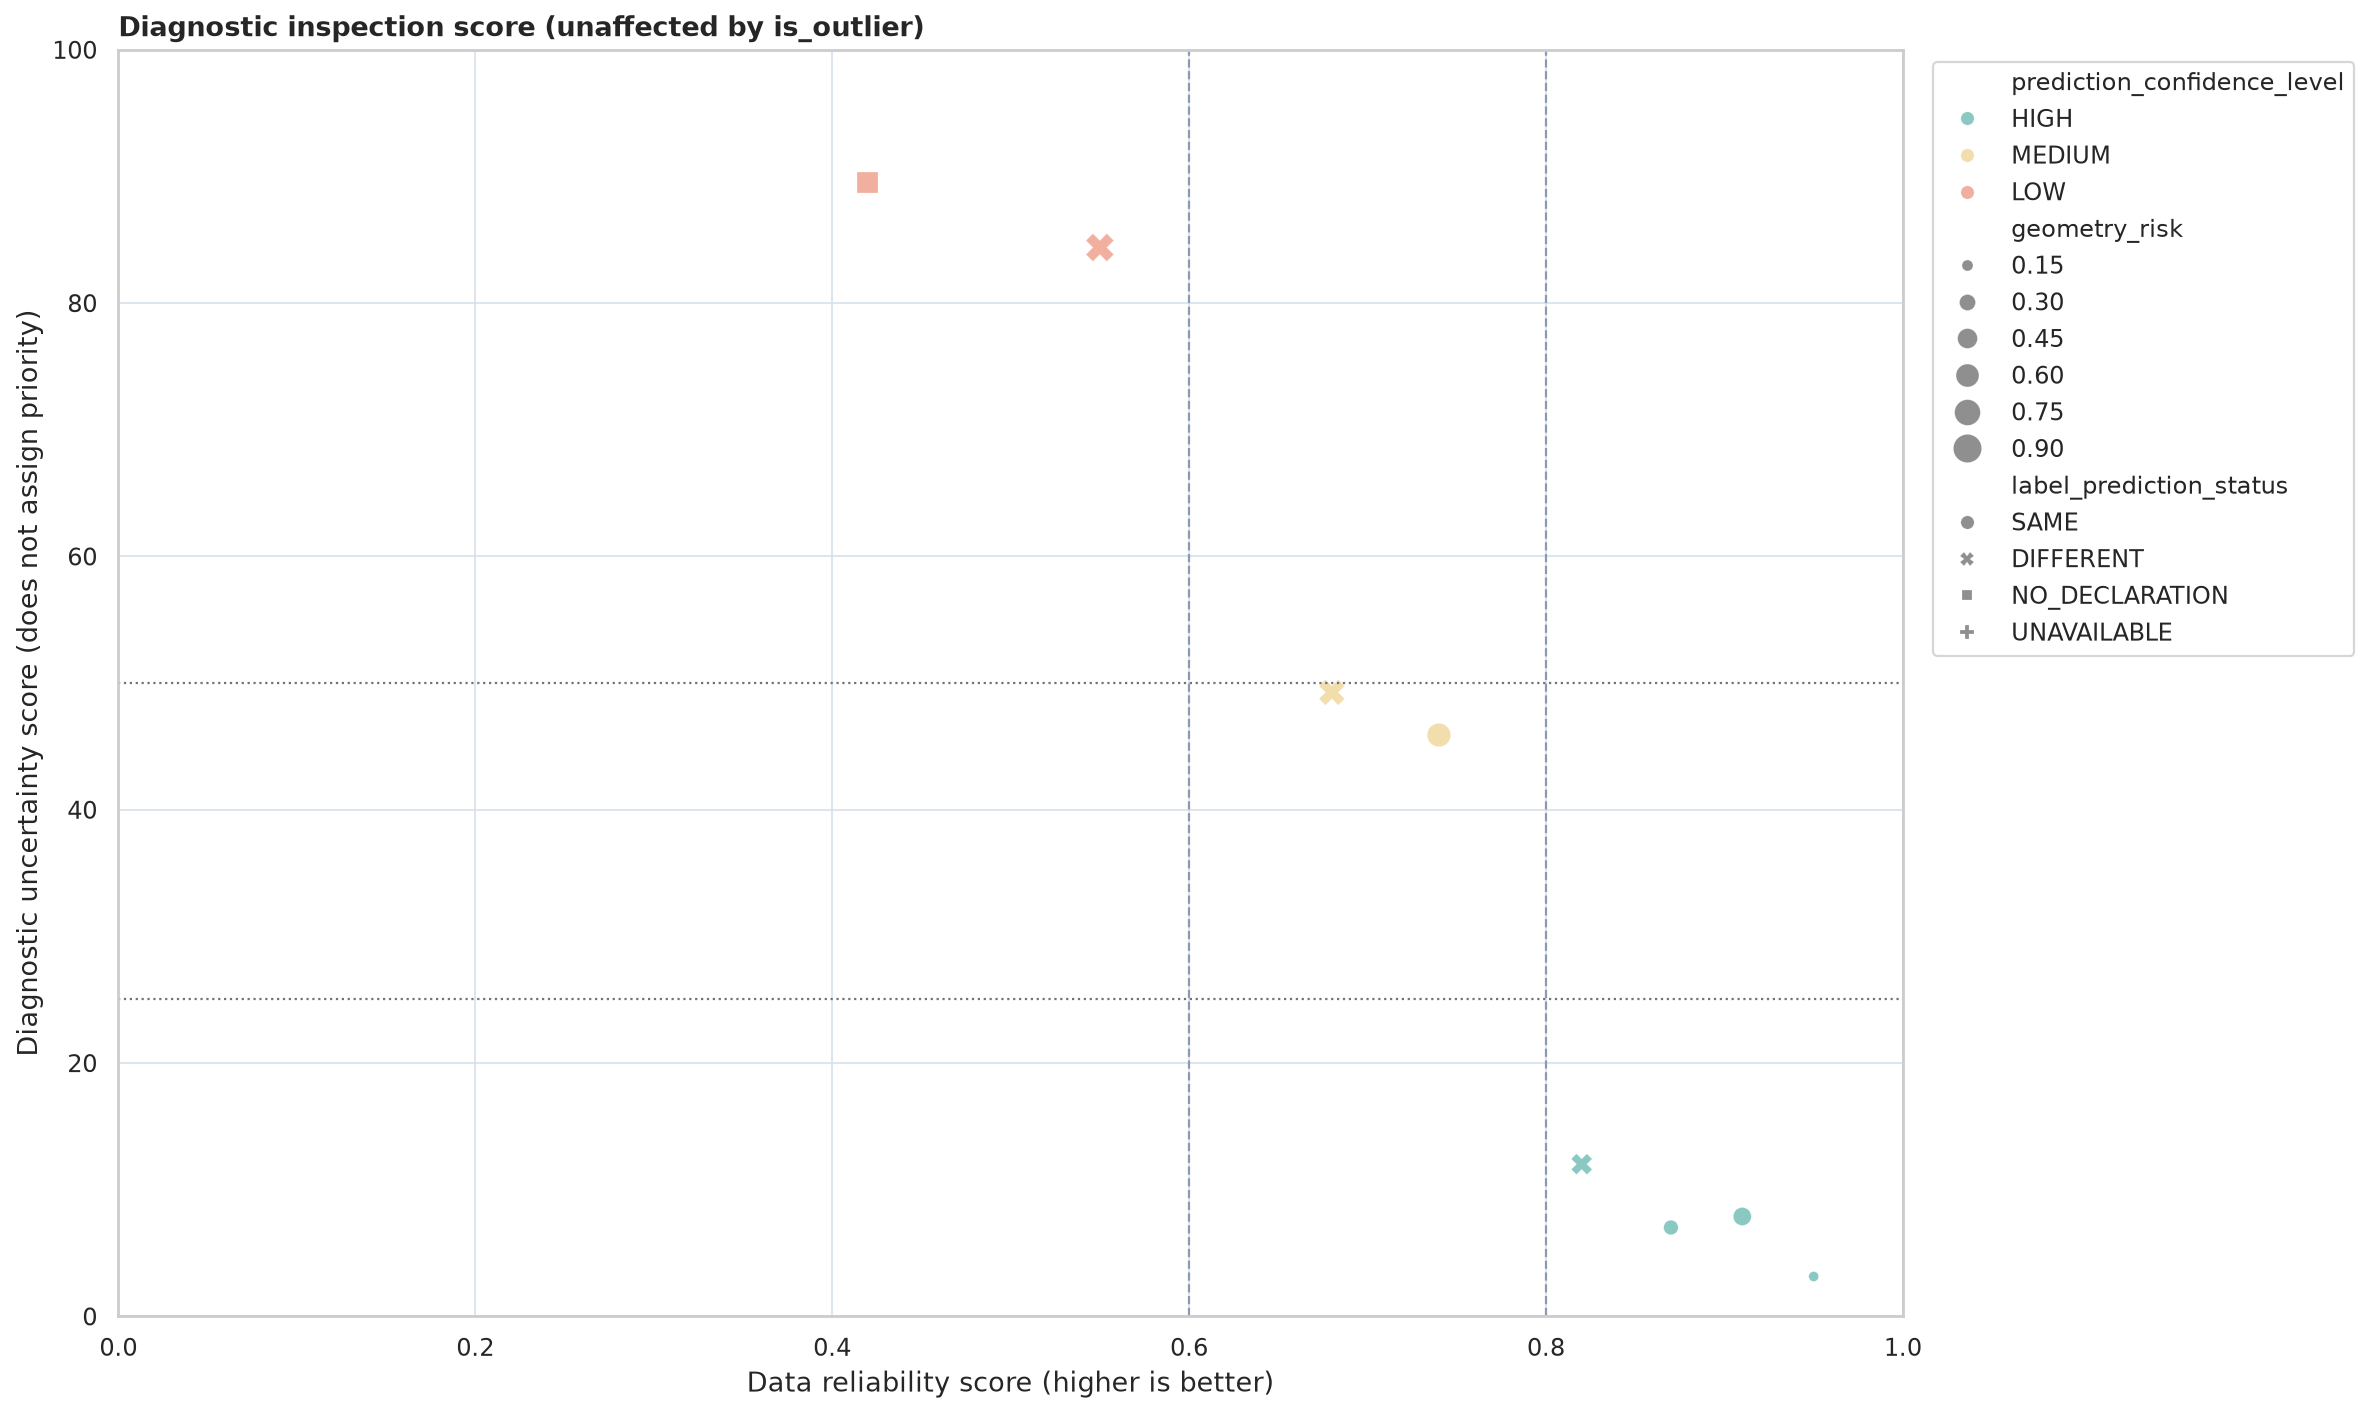 Diagnostic inspection score (unaffected by is_outlier)
100
80
60
40
20
0
Diagnostic uncertainty score (does not assign priority)
0.0
0.2
0.4
0.6
0.8
1.0
Data reliability score (higher is better)
prediction_confidence_level
HIGH
MEDIUM
LOW
geometry_risk
0.15
0.30
0.45
0.60
0.75
0.90
label_prediction_status
SAME
DIFFERENT
NO_DECLARATION
UNAVAILABLE